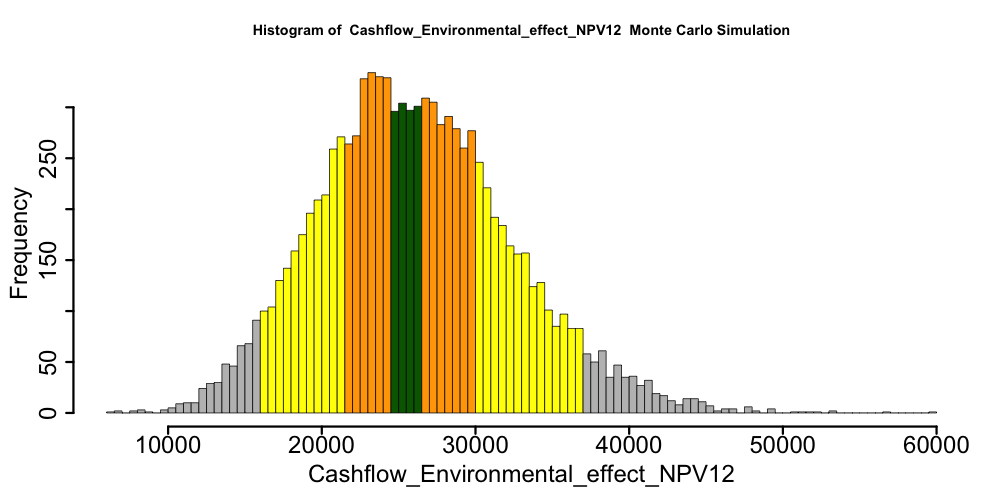 Histogram of  Cashflow_Environmental_effect_NPV12  Monte Carlo Simulation
Frequency
250
150
50
0
10000 20000 30000 40000 50000 60000
Cashflow_Environmental_effect_NPV12